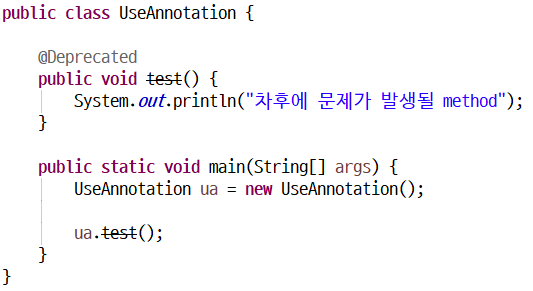 public class UseAnnotation {
@Deprecated
public void test() {
System.out.println("차후에 문제가 발생될 method");
}
public static void main(String[] args) {
UseAnnotation ua = new UseAnnotation();
ua.test();
}
}